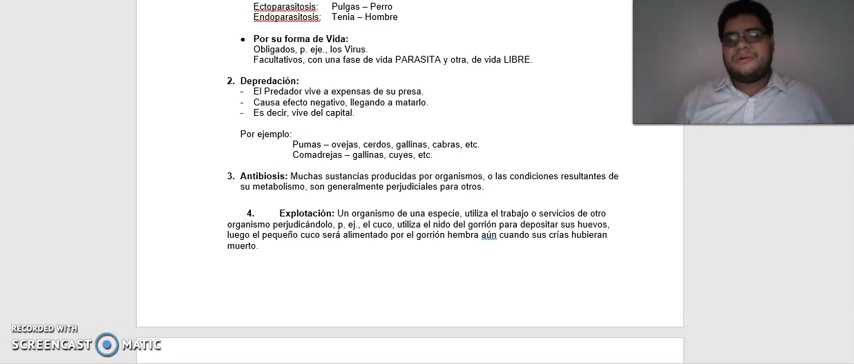 Ectoparasitosis: Pulgas – Perro
Endoparasitosis: Tenia – Hombre
• Por su forma de Vida:
Obligados, p. eje., los Virus.
Facultativos, con una fase de vida PARASITA y otra, de vida LIBRE.
2. Depredación:
- El Predador vive a expensas de su presa.
- Causa efecto negativo, llegando a matarlo.
- Es decir, vive del capital.
Por ejemplo:
Pumas – ovejas, cerdos, gallinas, cabras, etc.
Comadrejas – gallinas, cuyes, etc.
3. Antibiosis: Muchas sustancias producidas por organismos, o las condiciones resultantes de
su metabolismo, son generalmente perjudiciales para otros.
4. Explotación: Un organismo de una especie, utiliza el trabajo o servicios de otro
organismo perjudicándolo, p, ej., el cuco, utiliza el nido del gorrión para depositar sus huevos,
luego el pequeño cuco será alimentado por el gorrión hembra aún cuando sus crías hubieran
muerto.
RECORDED WITH
SCREENCAST MATIC